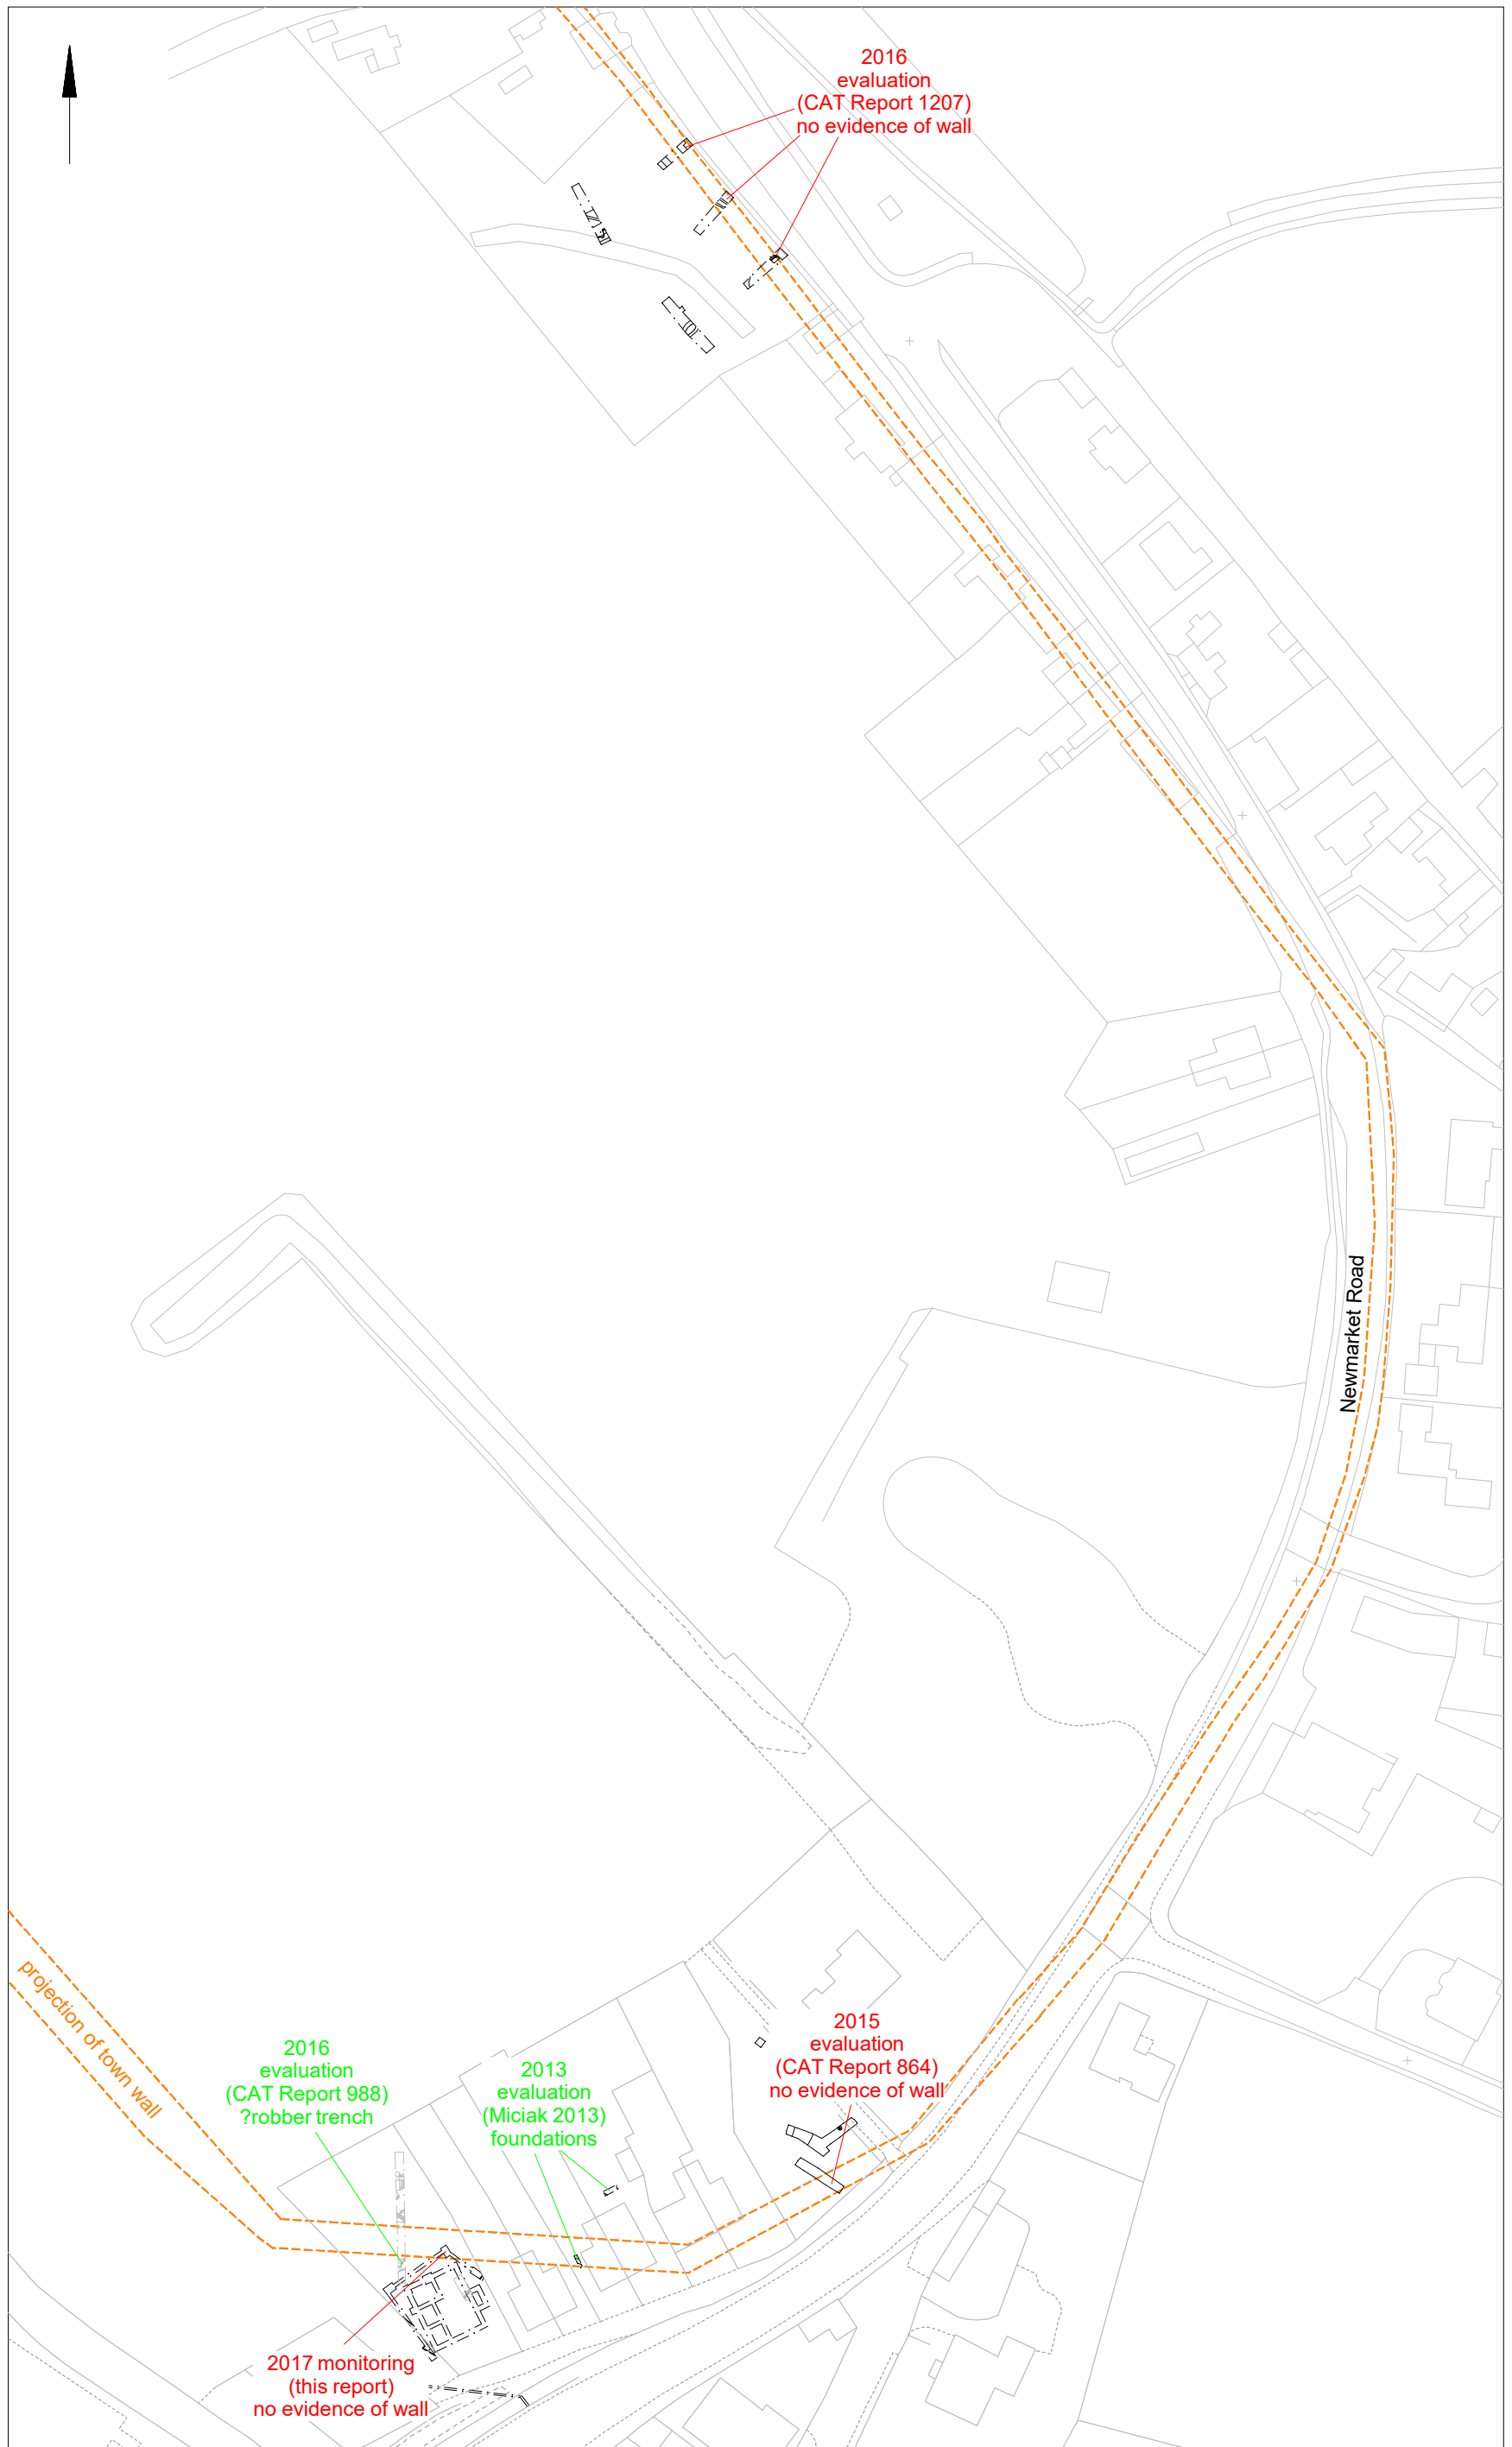 2016
evaluation
(CAT Report 1207)
no evidence of wall
Newmarket Road
projection of town wall
2016
evaluation
(CAT Report 988)
?robber trench
2013
evaluation
(Miciak 2013)
foundations
2015
evaluation
(CAT Report 864)
no evidence of wall
2017 monitoring
(this report)
no evidence of wall